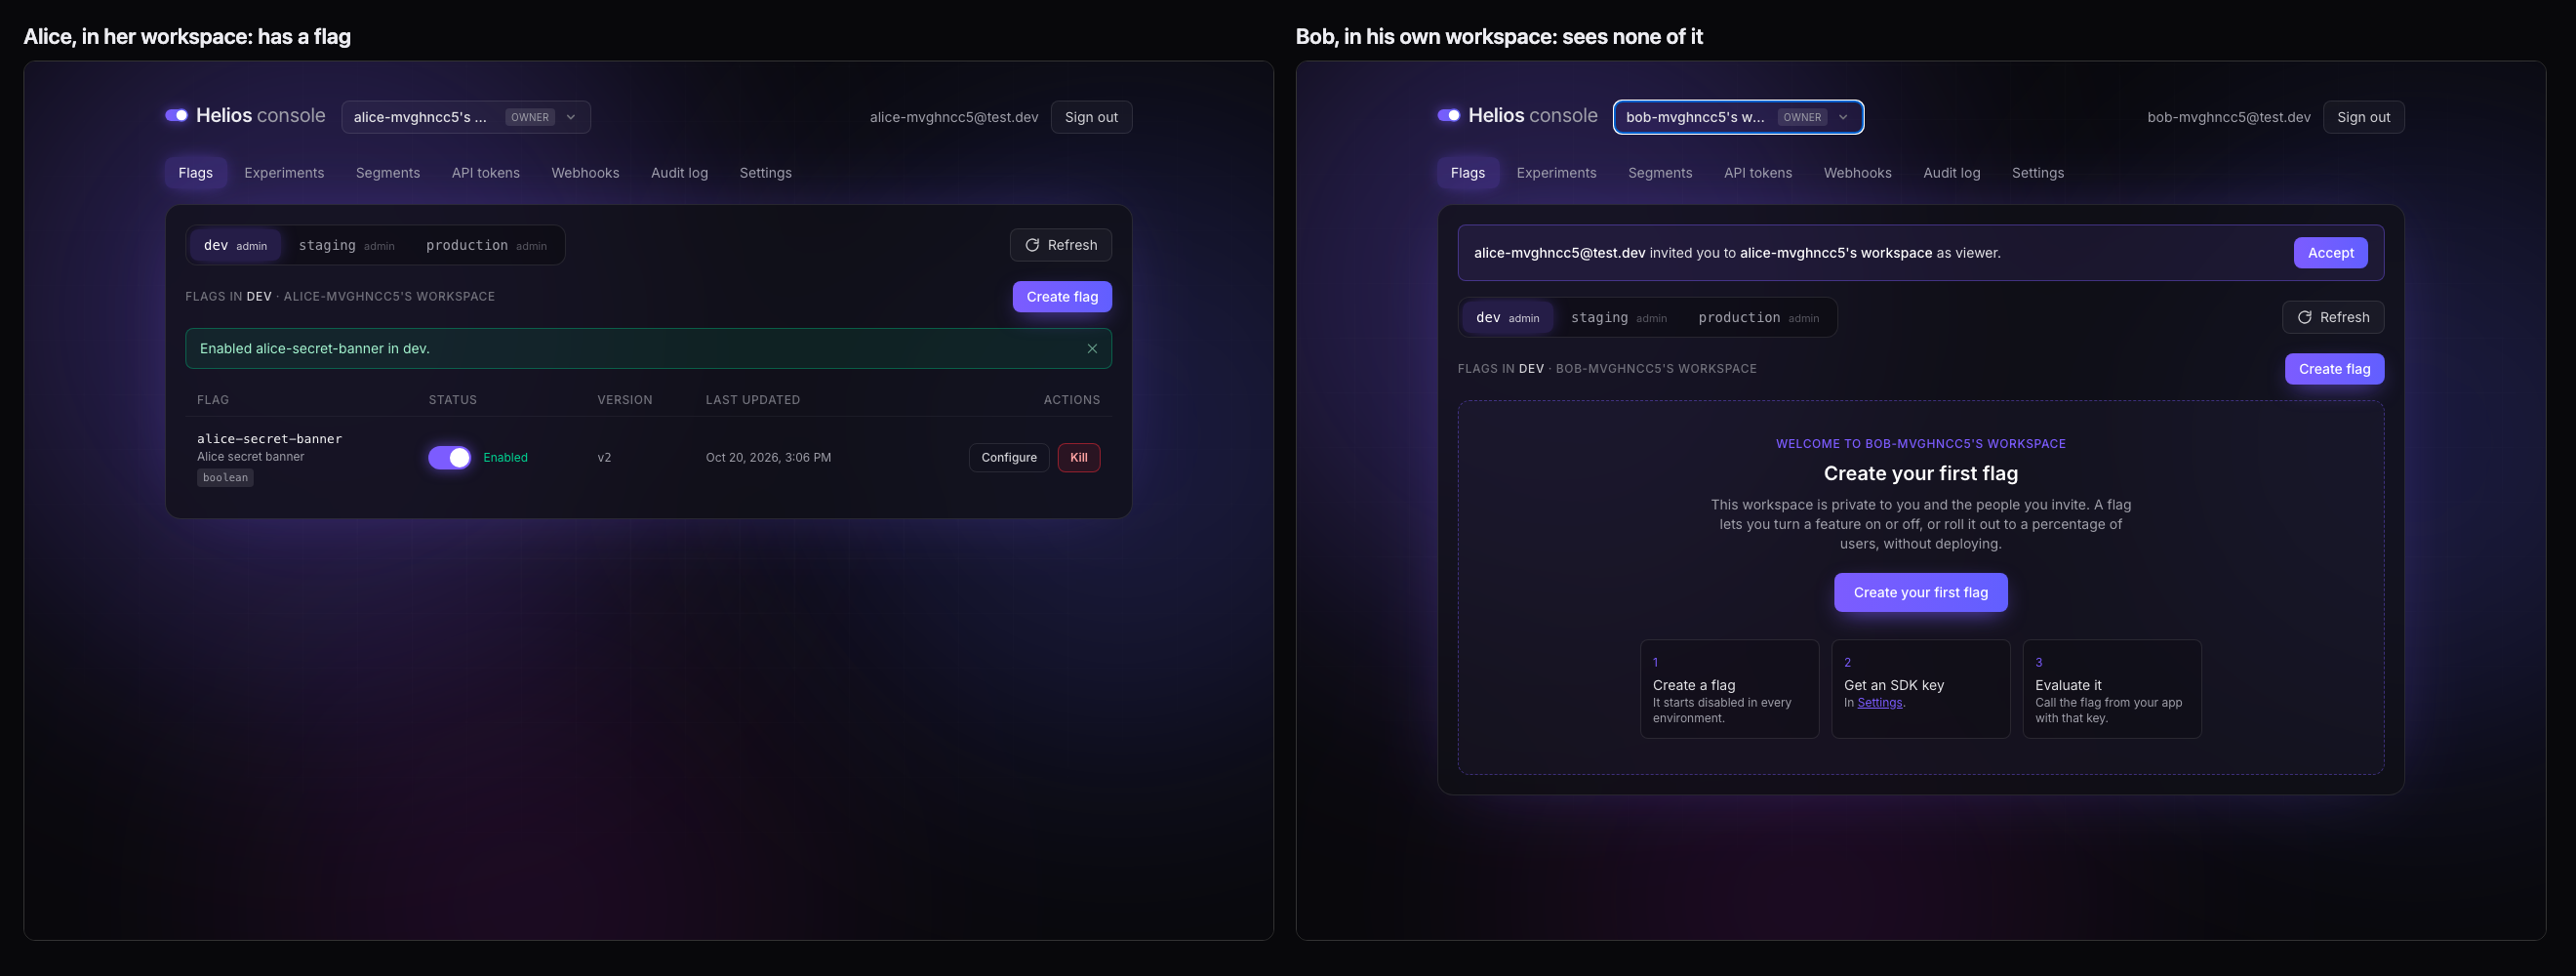 Alice, in her workspace: has a flag
Helios console
alice-mvghncc5's ... OWNER
alice-mvghncc5@test.dev
Sign out
Flags Experiments Segments API tokens Webhooks Audit log Settings
dev admin staging admin production admin
Refresh
FLAGS IN DEV · ALICE-MVGHNCC5'S WORKSPACE
Create flag
Enabled alice-secret-banner in dev.
FLAG STATUS VERSION LAST UPDATED ACTIONS
alice-secret-banner
Alice secret banner
boolean
Enabled
v2
Oct 20, 2026, 3:06 PM
Configure
Kill
Bob, in his own workspace: sees none of it
Helios console
bob-mvghncc5's w... OWNER
bob-mvghncc5@test.dev
Sign out
Flags Experiments Segments API tokens Webhooks Audit log Settings
alice-mvghncc5@test.dev invited you to alice-mvghncc5's workspace as viewer.
Accept
dev admin staging admin production admin
Refresh
FLAGS IN DEV · BOB-MVGHNCC5'S WORKSPACE
Create flag
WELCOME TO BOB-MVGHNCC5'S WORKSPACE
Create your first flag
This workspace is private to you and the people you invite. A flag
lets you turn a feature on or off, or roll it out to a percentage of
users, without deploying.
Create your first flag
1
Create a flag
It starts disabled in every
environment.
2
Get an SDK key
In Settings.
3
Evaluate it
Call the flag from your app
with that key.